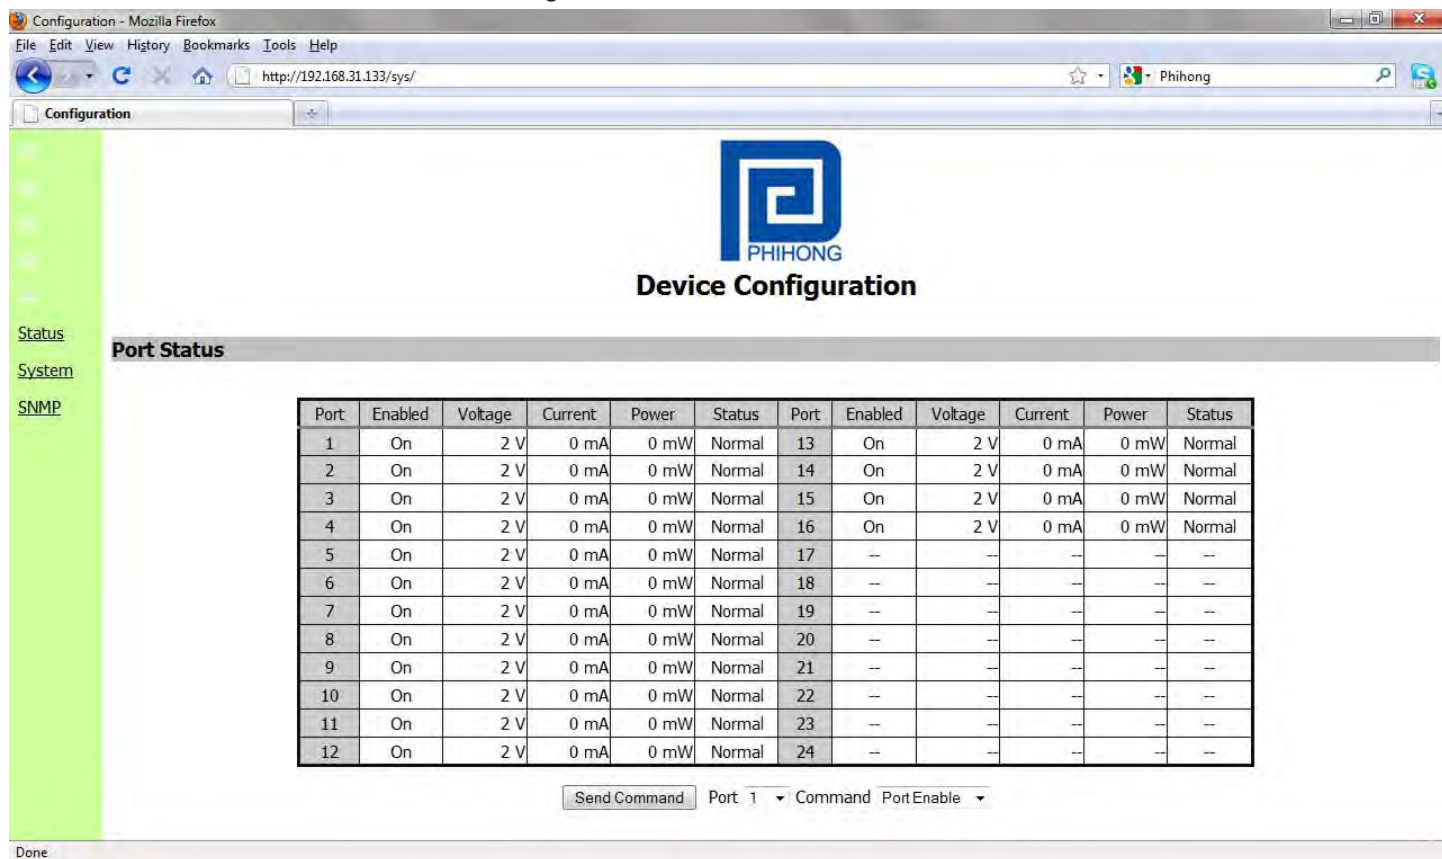 Configuration - Mozilla Firefox
File Edit View History Bookmarks Tools Help
http://192.168.31.133/sys/ Phihong
Configuration
PHIHONG
Device Configuration
Status
Port Status
System
SNMP
Port Enabled Voltage Current Power Status Port Enabled Voltage Current Power Status
1 On 2 V 0 mA 0 mW Normal 13 On 2 V 0 mA 0 mW Normal
2 On 2 V 0 mA 0 mW Normal 14 On 2 V 0 mA 0 mW Normal
3 On 2 V 0 mA 0 mW Normal 15 On 2 V 0 mA 0 mW Normal
4 On 2 V 0 mA 0 mW Normal 16 On 2 V 0 mA 0 mW Normal
5 On 2 V 0 mA 0 mW Normal 17 -- -- -- -- --
6 On 2 V 0 mA 0 mW Normal 18 -- -- -- -- --
7 On 2 V 0 mA 0 mW Normal 19 -- -- -- -- --
8 On 2 V 0 mA 0 mW Normal 20 -- -- -- -- --
9 On 2 V 0 mA 0 mW Normal 21 -- -- -- -- --
10 On 2 V 0 mA 0 mW Normal 22 -- -- -- -- --
11 On 2 V 0 mA 0 mW Normal 23 -- -- -- -- --
12 On 2 V 0 mA 0 mW Normal 24 -- -- -- -- --
Send Command Port 1 Command Port Enable
Done